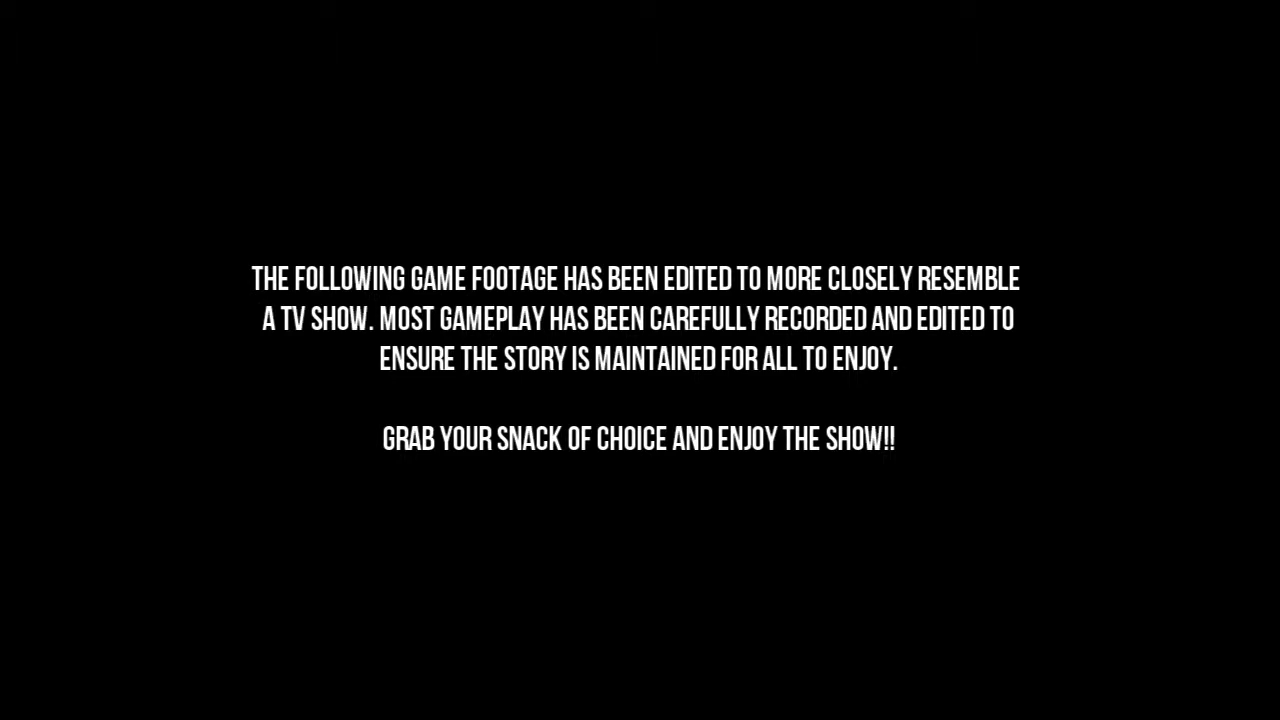 THE FOLLOWING GAME FOOTAGE HAS BEEN EDITED TO MORE CLOSELY RESEMBLE
A TV SHOW. MOST GAMEPLAY HAS BEEN CAREFULLY RECORDED AND EDITED TO
ENSURE THE STORY IS MAINTAINED FOR ALL TO ENJOY.
GRAB YOUR SNACK OF CHOICE AND ENJOY THE SHOW!!